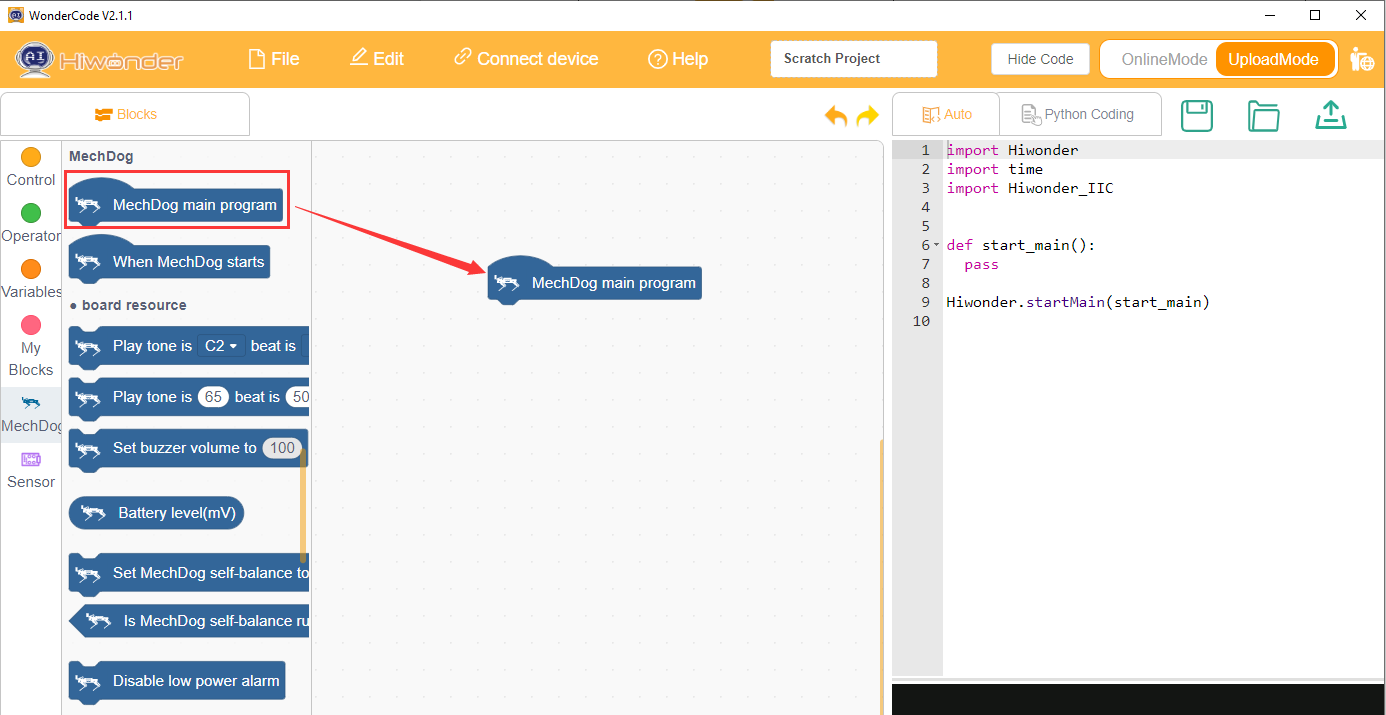 WonderCode V2.1.1
AI Hiwonder
File
Edit
Connect device
Help
Scratch Project
Hide Code
OnlineMode
UploadMode
Blocks
Auto
Python Coding
Control
Operator
Variables
My
Blocks
MechDog
Sensor
MechDog
MechDog main program
When MechDog starts
● board resource
Play tone is C2 beat is
Play tone is 65 beat is 50
Set buzzer volume to 100
Battery level(mV)
Set MechDog self-balance to
Is MechDog self-balance ru
Disable low power alarm
MechDog main program
1 import Hiwonder
2 import time
3 import Hiwonder_IIC
4
5
6 def start_main():
7 pass
8
9 Hiwonder.startMain(start_main)
10